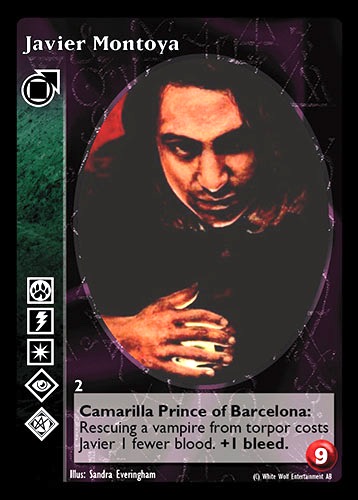 Javier Montoya
2
Camarilla Prince of Barcelona:
Rescuing a vampire from torpor costs
Javier 1 fewer blood. +1 bleed.
9
Illus: Sandra Everingham
(C) White Wolf Entertainment AB